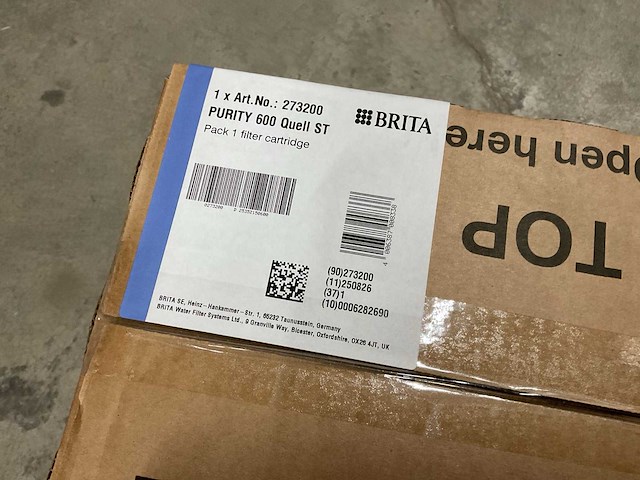 1 x Art.No.: 273200
PURITY 600 Quell ST
Pack 1 filter cartridge
BRITA
(90)273200
(11)250826
(37)1
(10)0006282690
BRITA SE, Heinz-Hankammer-Str, 1, 65232 Taunusstein, Germany
BRITA Water Filter Systems Ltd., 9 Granville Way, Bicester, Oxfordshire, OX26 4JT, UK
pen here
TOP